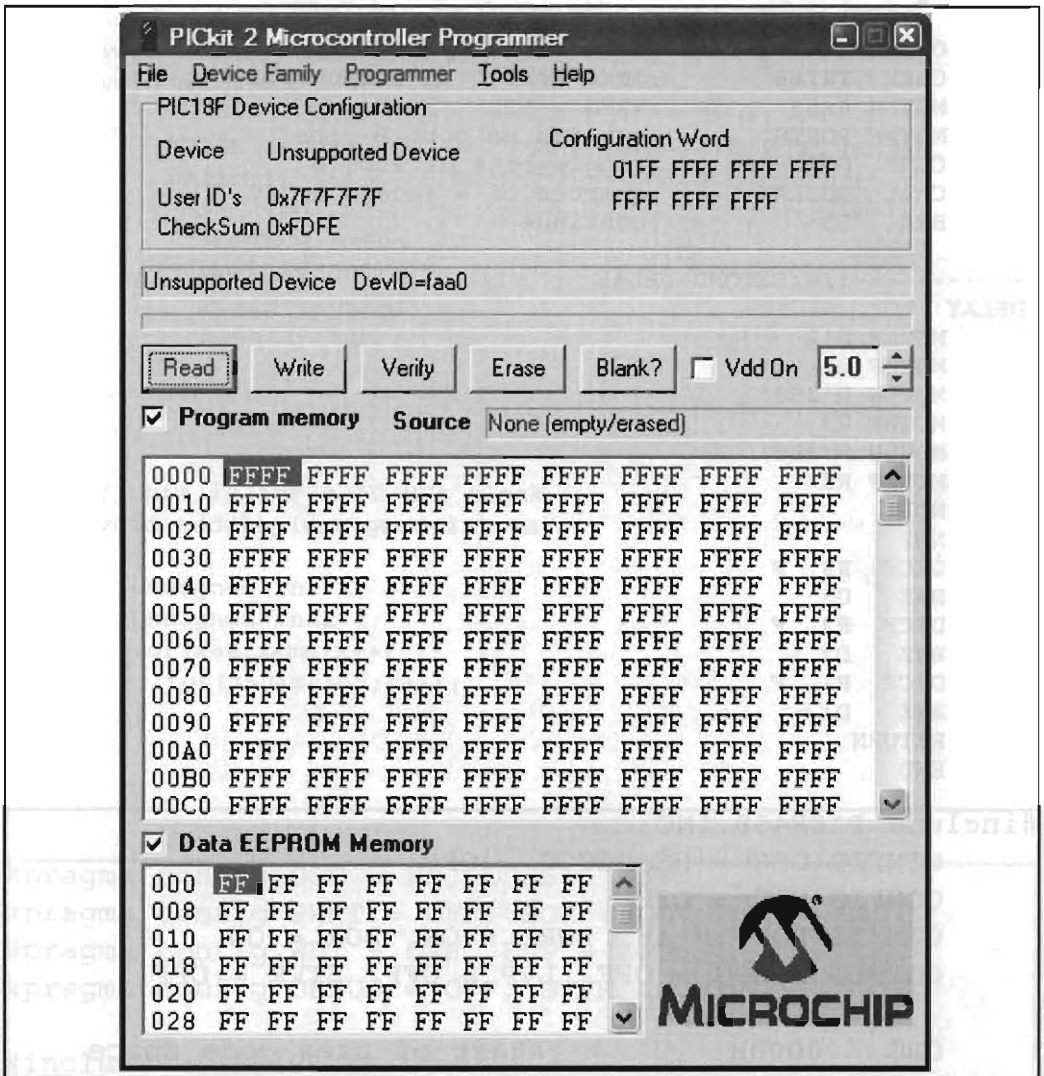 PICkit 2 Microcontroller Programmer
File Device Family Programmer Tools Help
PIC18F Device Configuration
Device Unsupported Device
User ID's 0x7F7F7F7F
CheckSum 0xFDFE
Configuration Word
01FF FFFF FFFF FFFF
FFFF FFFF FFFF
Unsupported Device DevID=faa0
Read Write Verify Erase Blank? Vdd On 5.0
Program memory Source None (empty/erased)
0000 FFFF FFFF FFFF FFFF FFFF FFFF FFFF FFFF
0010 FFFF FFFF FFFF FFFF FFFF FFFF FFFF FFFF
0020 FFFF FFFF FFFF FFFF FFFF FFFF FFFF FFFF
0030 FFFF FFFF FFFF FFFF FFFF FFFF FFFF FFFF
0040 FFFF FFFF FFFF FFFF FFFF FFFF FFFF FFFF
0050 FFFF FFFF FFFF FFFF FFFF FFFF FFFF FFFF
0060 FFFF FFFF FFFF FFFF FFFF FFFF FFFF FFFF
0070 FFFF FFFF FFFF FFFF FFFF FFFF FFFF FFFF
0080 FFFF FFFF FFFF FFFF FFFF FFFF FFFF FFFF
0090 FFFF FFFF FFFF FFFF FFFF FFFF FFFF FFFF
00A0 FFFF FFFF FFFF FFFF FFFF FFFF FFFF FFFF
00B0 FFFF FFFF FFFF FFFF FFFF FFFF FFFF FFFF
00C0 FFFF FFFF FFFF FFFF FFFF FFFF FFFF FFFF
Data EEPROM Memory
000 FF FF FF FF FF FF FF FF
008 FF FF FF FF FF FF FF FF
010 FF FF FF FF FF FF FF FF
018 FF FF FF FF FF FF FF FF
020 FF FF FF FF FF FF FF FF
028 FF FF FF FF FF FF FF FF
MICROCHIP